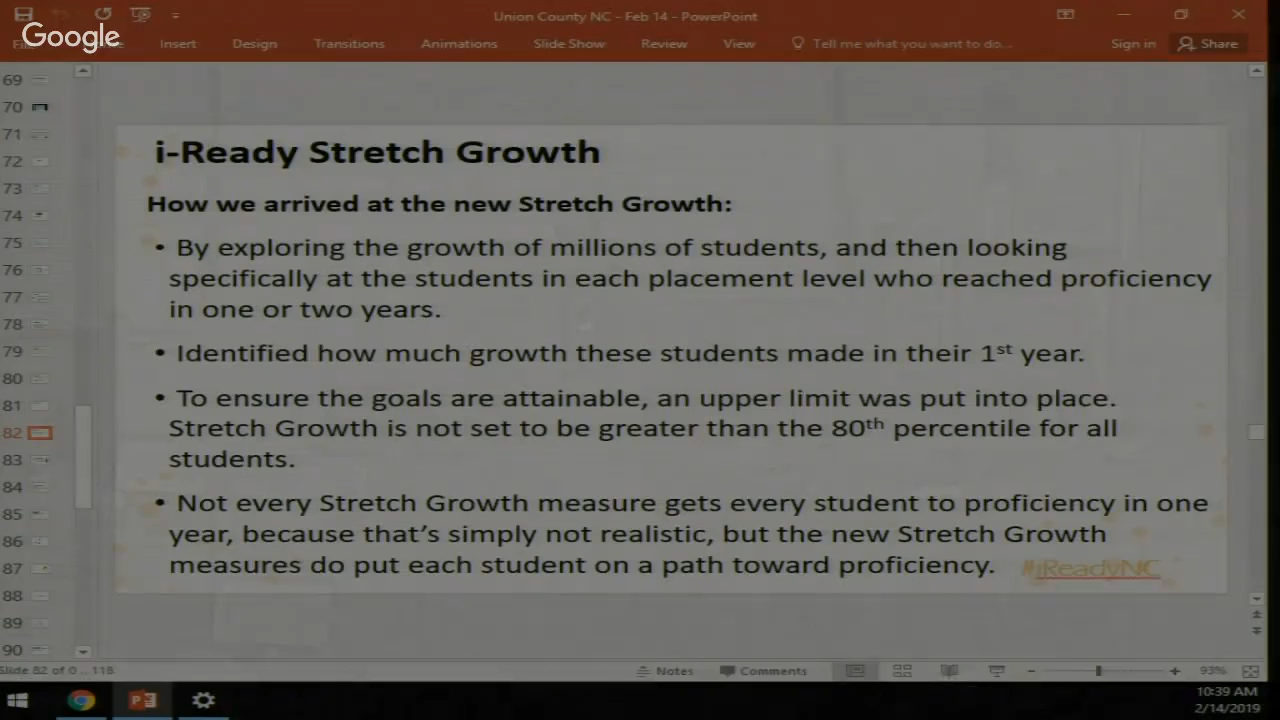 Union County NC - Feb 14 - PowerPoint
Google
Insert Design Transitions Animations Slide Show Review View Tell me what you want to do... Sign in Share
69
70
71
72
73
74
75
76
77
78
79
80
81
82
83
84
85
86
87
88
89
90
i-Ready Stretch Growth
How we arrived at the new Stretch Growth:
• By exploring the growth of millions of students, and then looking
specifically at the students in each placement level who reached proficiency
in one or two years.
• Identified how much growth these students made in their 1st year.
• To ensure the goals are attainable, an upper limit was put into place.
Stretch Growth is not set to be greater than the 80th percentile for all
students.
• Not every Stretch Growth measure gets every student to proficiency in one
year, because that's simply not realistic, but the new Stretch Growth
measures do put each student on a path toward proficiency.
#iReadyNC
Slide 82 of 0 .. 118 Notes Comments 93%
10:39 AM
2/14/2019